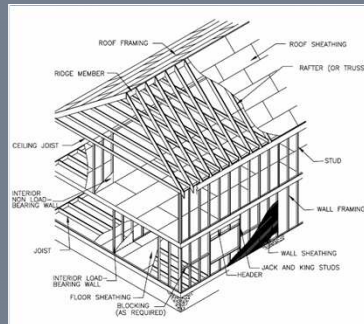 ROOF FRAMING
ROOF SHEATHING
RIDGE MEMBER
RAFTER (OR TRUSS)
CEILING JOIST
STUD
INTERIOR
NON LOAD-
BEARING WALL
WALL FRAMING
JOIST
WALL SHEATHING
INTERIOR LOAD-
BEARING WALL
JACK AND KING STUDS
HEADER
FLOOR SHEATHING
BLOCKING
(AS REQUIRED)